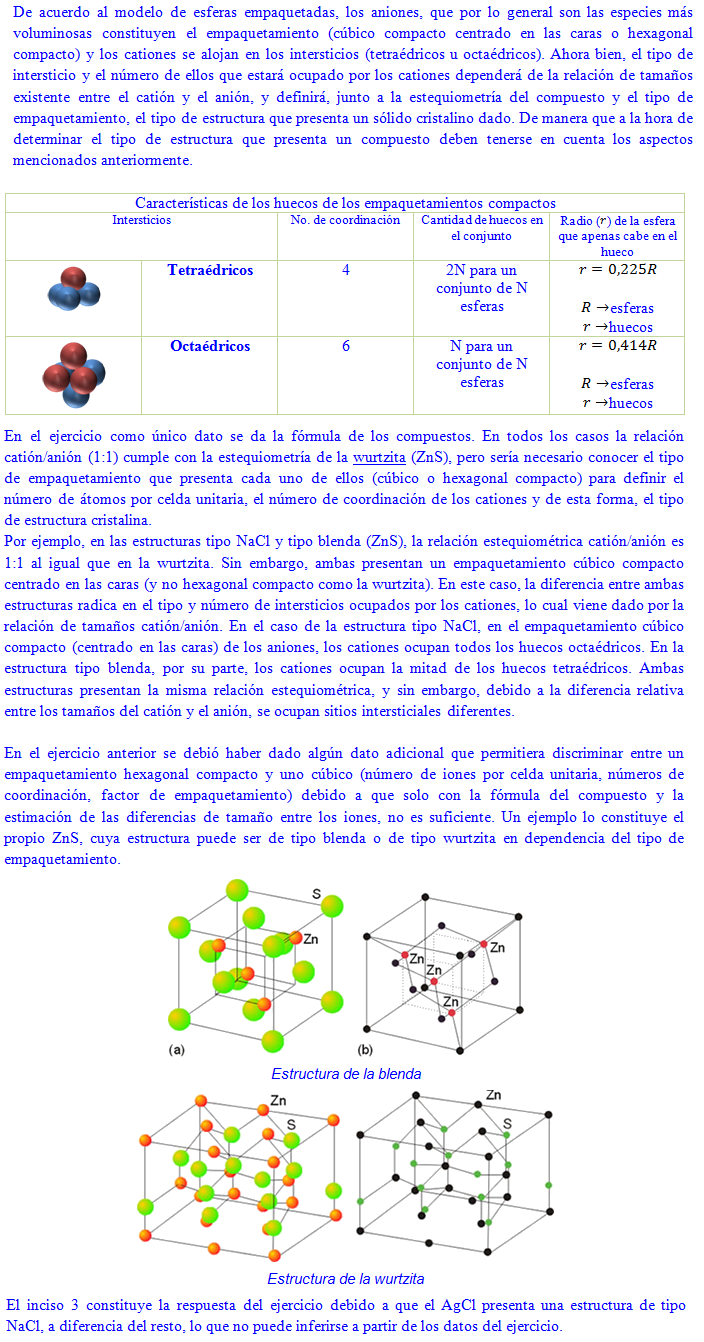 De acuerdo al modelo de esferas empaquetadas, los aniones, que por lo general son las especies más
voluminosas constituyen el empaquetamiento (cúbico compacto centrado en las caras o hexagonal
compacto) y los cationes se alojan en los intersticios (tetraédricos u octaédricos). Ahora bien, el tipo de
intersticio y el número de ellos que estará ocupado por los cationes dependerá de la relación de tamaños
existente entre el catión y el anión, y definirá, junto a la estequiometría del compuesto y el tipo de
empaquetamiento, el tipo de estructura que presenta un sólido cristalino dado. De manera que a la hora de
determinar el tipo de estructura que presenta un compuesto deben tenerse en cuenta los aspectos
mencionados anteriormente.
Características de los huecos de los empaquetamientos compactos
Intersticios No. de coordinación Cantidad de huecos en Radio (r) de la esfera
el conjunto que apenas cabe en el
hueco
Tetraédricos 4 2N para un r = 0,225R
conjunto de N
esferas R →esferas
r →huecos
Octaédricos 6 N para un r = 0,414R
conjunto de N
esferas R →esferas
r →huecos
En el ejercicio como único dato se da la fórmula de los compuestos. En todos los casos la relación
catión/anión (1:1) cumple con la estequiometría de la wurtzita (ZnS), pero sería necesario conocer el tipo
de empaquetamiento que presenta cada uno de ellos (cúbico o hexagonal compacto) para definir el
número de átomos por celda unitaria, el número de coordinación de los cationes y de esta forma, el tipo
de estructura cristalina.
Por ejemplo, en las estructuras tipo NaCl y tipo blenda (ZnS), la relación estequiométrica catión/anión es
1:1 al igual que en la wurtzita. Sin embargo, ambas presentan un empaquetamiento cúbico compacto
centrado en las caras (y no hexagonal compacto como la wurtzita). En este caso, la diferencia entre ambas
estructuras radica en el tipo y número de intersticios ocupados por los cationes, lo cual viene dado por la
relación de tamaños catión/anión. En el caso de la estructura tipo NaCl, en el empaquetamiento cúbico
compacto (centrado en las caras) de los aniones, los cationes ocupan todos los huecos octaédricos. En la
estructura tipo blenda, por su parte, los cationes ocupan la mitad de los huecos tetraédricos. Ambas
estructuras presentan la misma relación estequiométrica, y sin embargo, debido a la diferencia relativa
entre los tamaños del catión y el anión, se ocupan sitios intersticiales diferentes.
En el ejercicio anterior se debió haber dado algún dato adicional que permitiera discriminar entre un
empaquetamiento hexagonal compacto y uno cúbico (número de iones por celda unitaria, números de
coordinación, factor de empaquetamiento) debido a que solo con la fórmula del compuesto y la
estimación de las diferencias de tamaño entre los iones, no es suficiente. Un ejemplo lo constituye el
propio ZnS, cuya estructura puede ser de tipo blenda o de tipo wurtzita en dependencia del tipo de
empaquetamiento.
S
Zn
(a)
Zn
Zn
Zn
Zn
(b)
Estructura de la blenda
Zn
S
Zn
S
Estructura de la wurtzita
El inciso 3 constituye la respuesta del ejercicio debido a que el AgCl presenta una estructura de tipo
NaCl, a diferencia del resto, lo que no puede inferirse a partir de los datos del ejercicio.